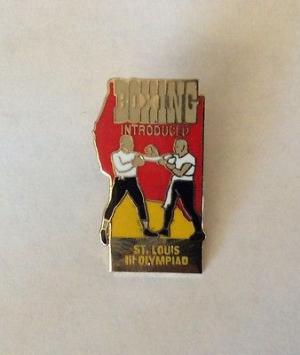 BOXING
INTRODUCED
ST. LOUIS
III OLYMPIAD